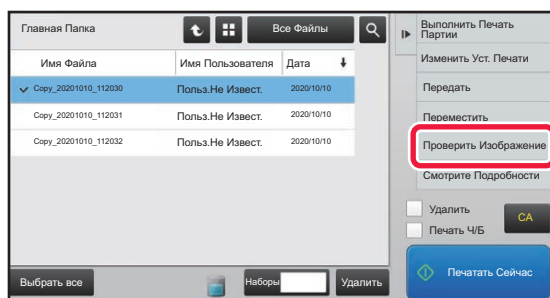 Главная Папка
Все Файлы
Имя Файла
Имя Пользователя
Дата
Copy_20201010_112030
Польз.Не Извест.
2020/10/10
Copy_20201010_112031
Польз.Не Извест.
2020/10/10
Copy_20201010_112032
Польз.Не Извест.
2020/10/10
Выбрать все
Наборы
Удалить
Выполнить Печать
Партии
Изменить Уст. Печати
Передать
Переместить
Проверить Изображение
Смотрите Подробности
Удалить
Печать Ч/Б
CA
Печатать Сейчас